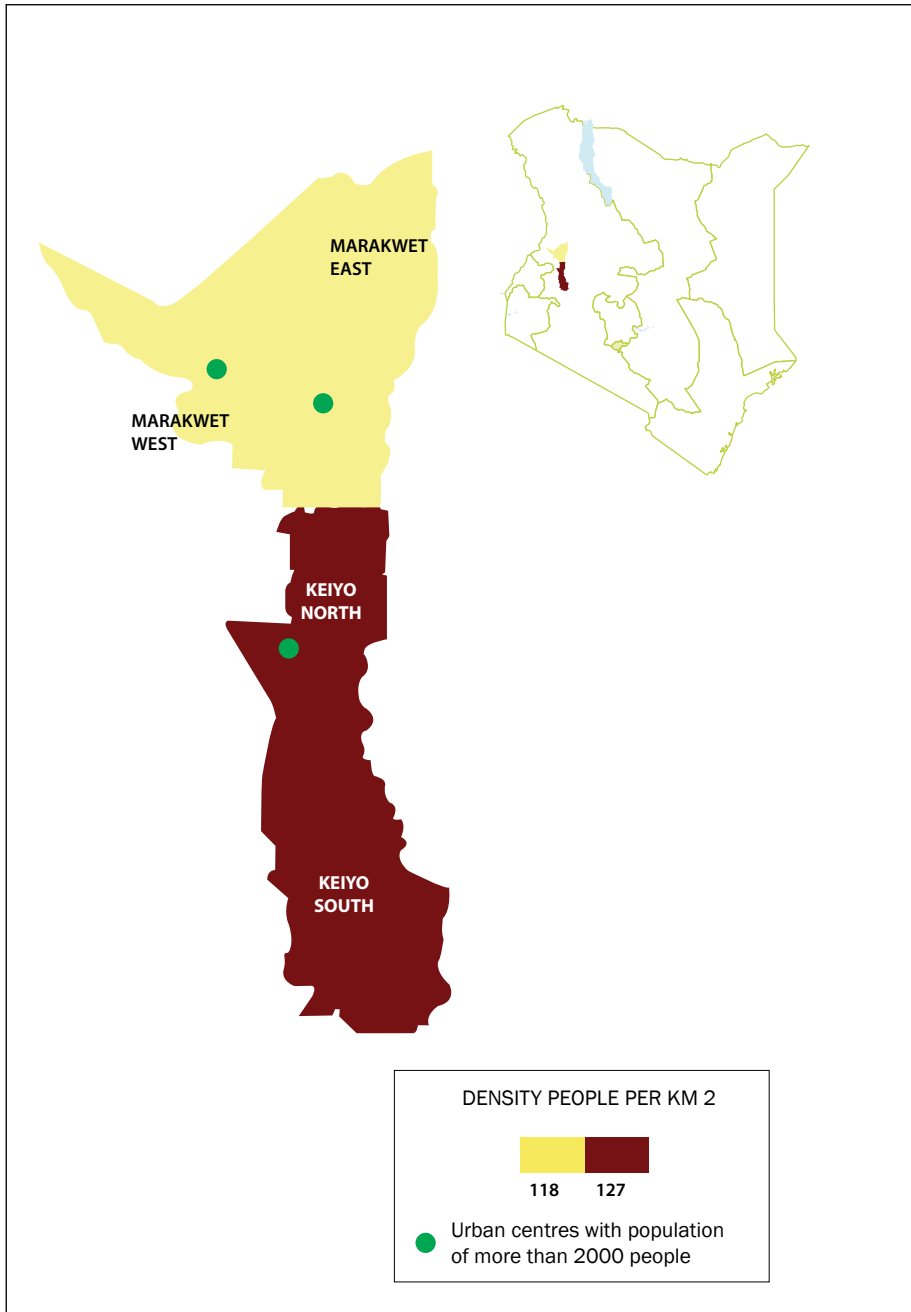 MARAKWET
EAST
MARAKWET
WEST
KEIYO
NORTH
KEIYO
SOUTH
DENSITY PEOPLE PER KM 2
118 127
Urban centres with population
of more than 2000 people